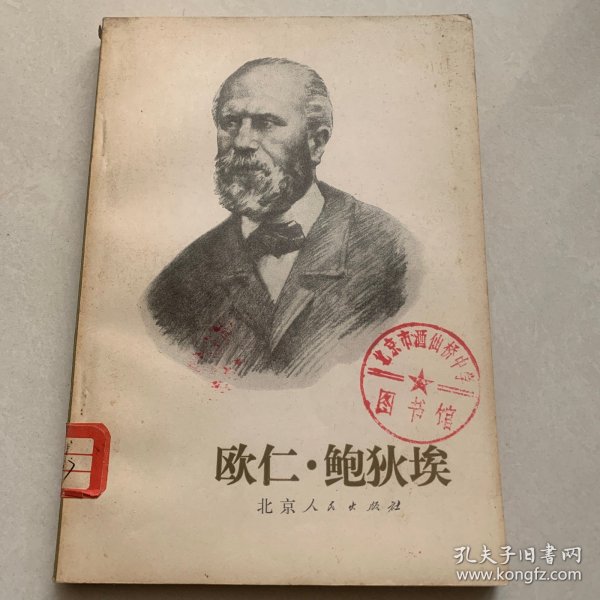 北京市酒仙桥中学
图书馆
欧仁·鲍狄埃
北京人民出版社
孔夫子旧书网
www.kongfz.com